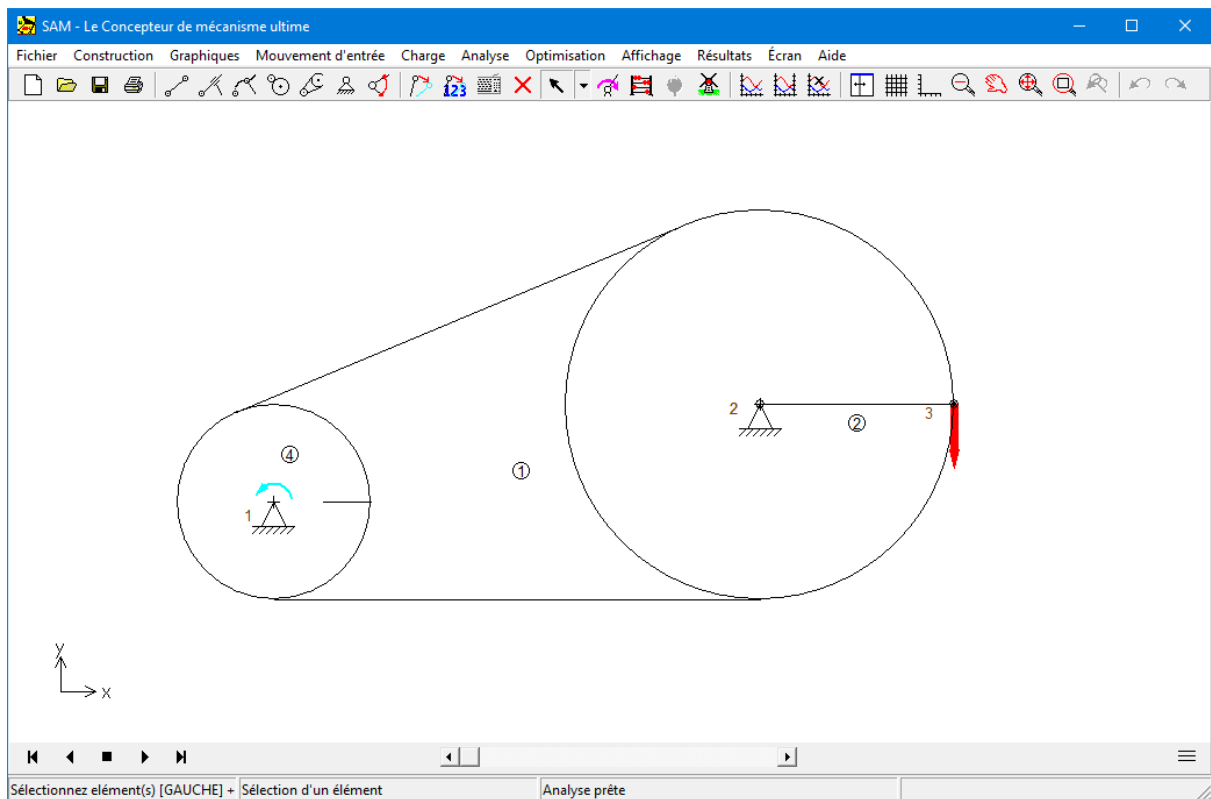 SAM - Le Concepteur de mécanisme ultime
Fichier Construction Graphiques Mouvement d'entrée Charge Analyse Optimisation Affichage Résultats Écran Aide
123
2
3
②
④
①
1
y
x
Sélectionnez elément(s) [GAUCHE] + Sélection d'un élément Analyse prête